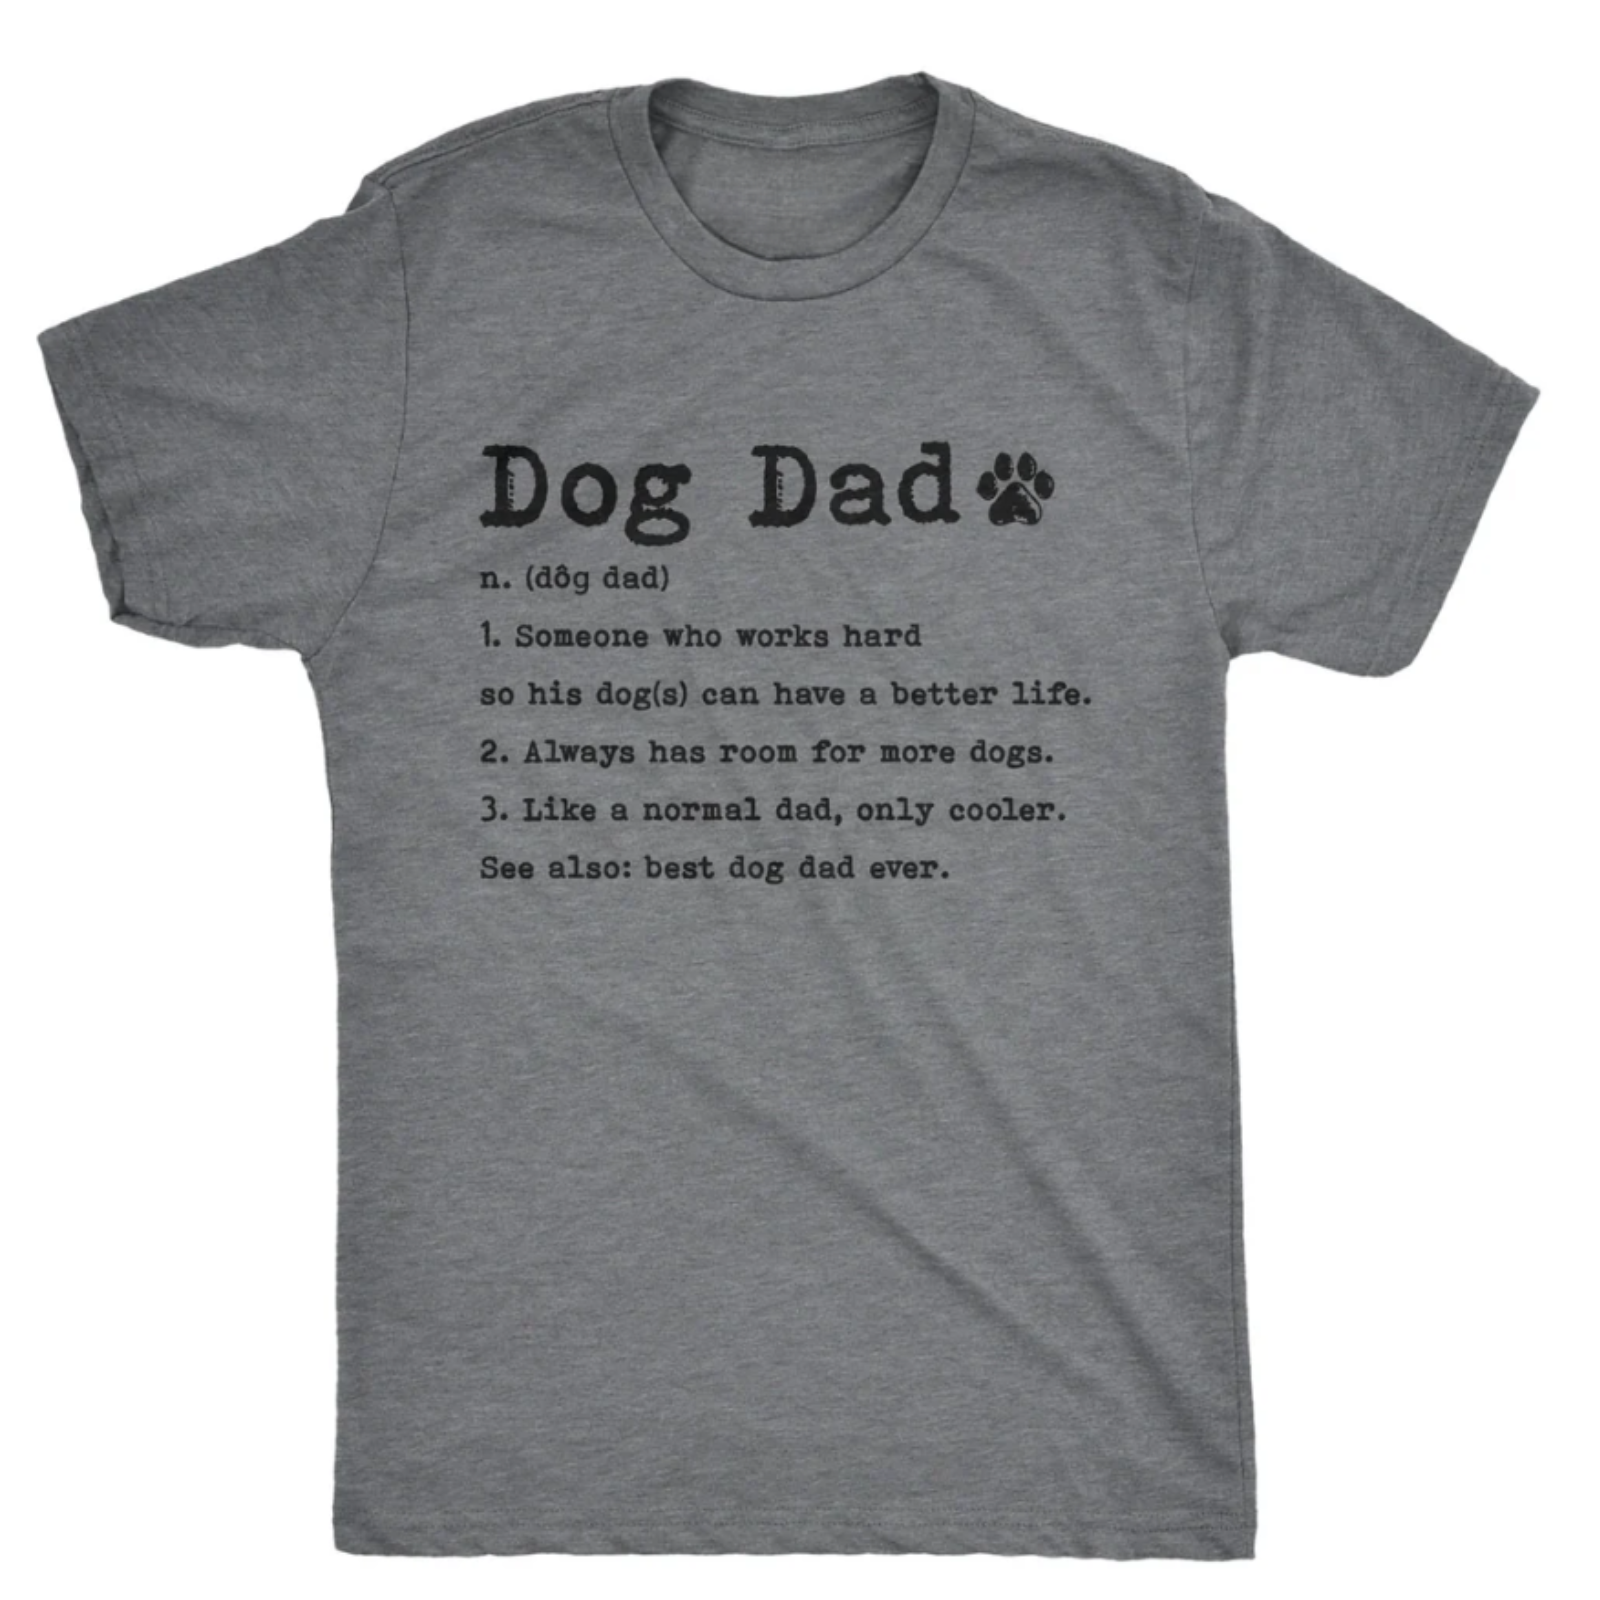 Dog Dad
n. (dôg dad)
1. Someone who works hard
so his dog(s) can have a better life.
2. Always has room for more dogs.
3. Like a normal dad, only cooler.
See also: best dog dad ever.